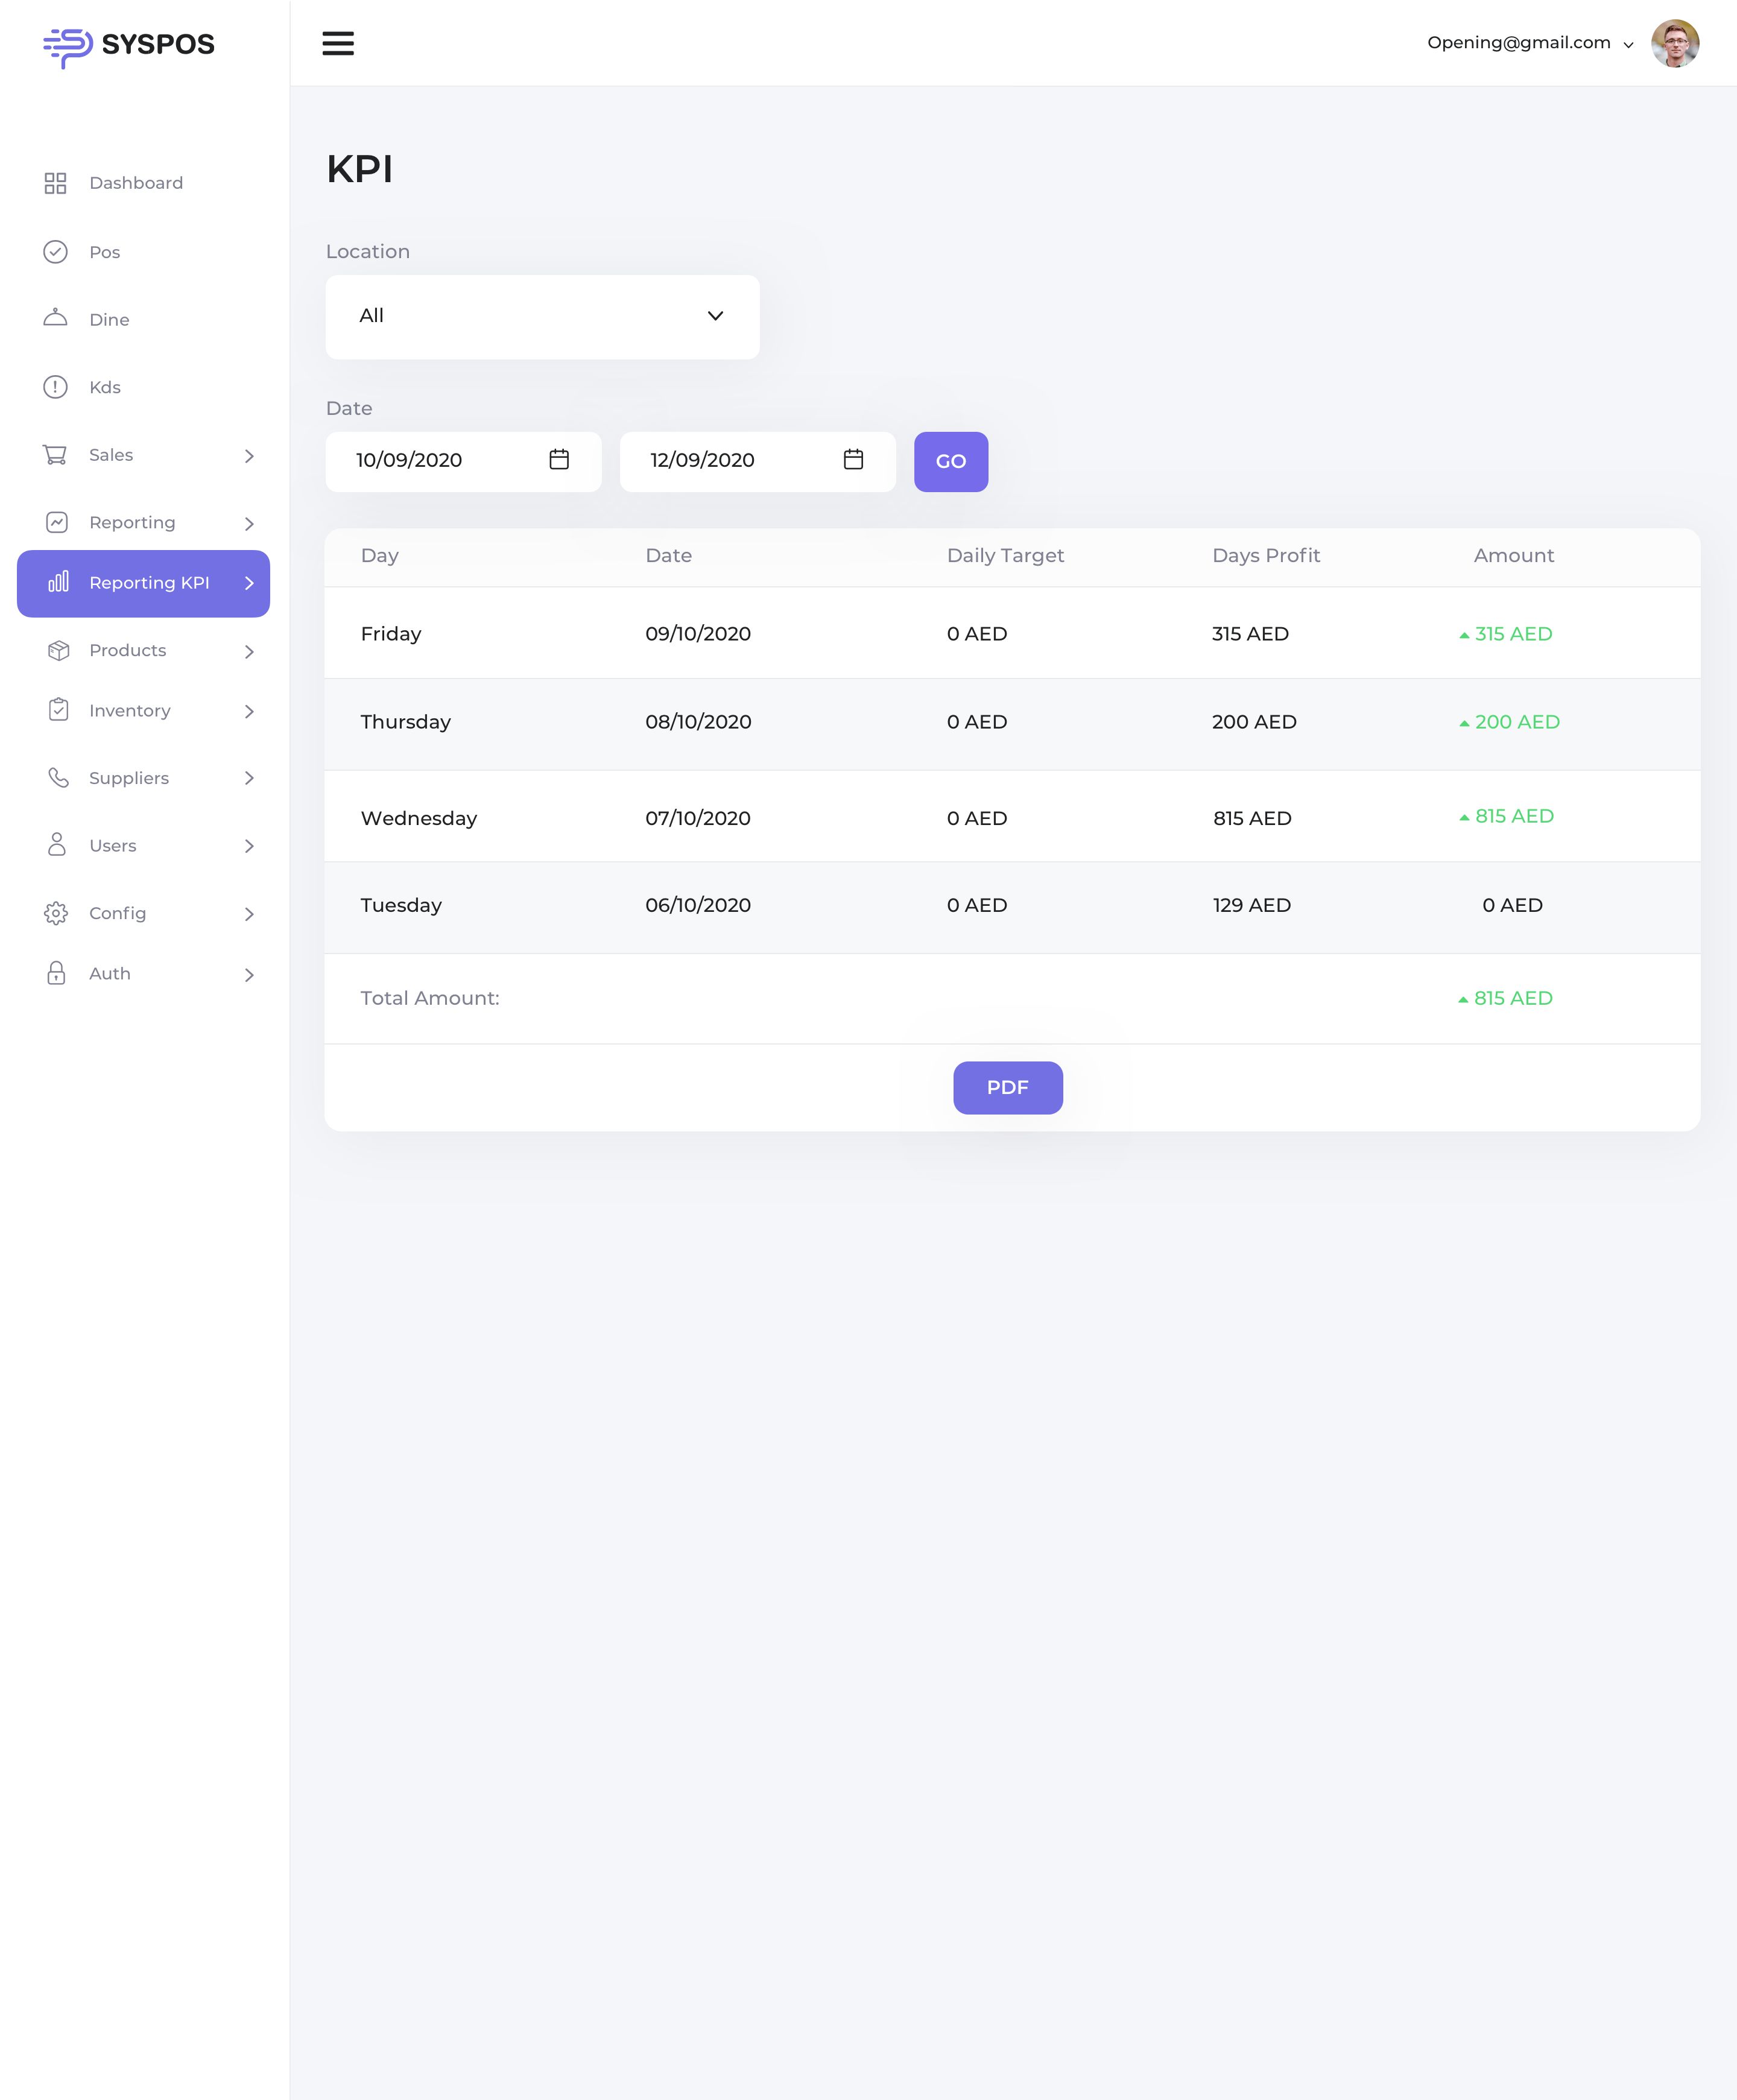 SYSPOS
Opening@gmail.com
Dashboard
Pos
Dine
Kds
Sales
Reporting
Reporting KPI
Products
Inventory
Suppliers
Users
Config
Auth
KPI
Location
All
Date
10/09/2020 12/09/2020 GO
Day Date Daily Target Days Profit Amount
Friday 09/10/2020 0 AED 315 AED 315 AED
Thursday 08/10/2020 0 AED 200 AED 200 AED
Wednesday 07/10/2020 0 AED 815 AED 815 AED
Tuesday 06/10/2020 0 AED 129 AED 0 AED
Total Amount: 815 AED
PDF